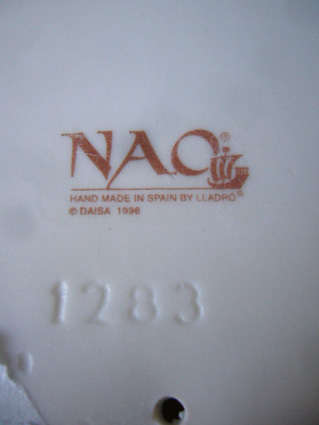 NAO®
HAND MADE IN SPAIN BY LLADRO®
© DAISA 1996
1283